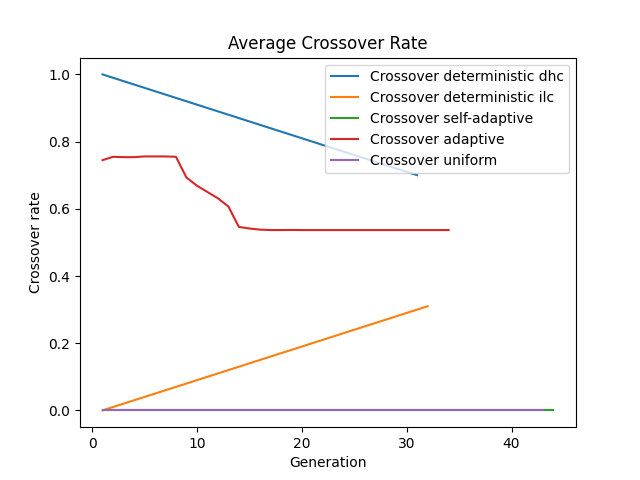 Average Crossover Rate
Crossover deterministic dhc
Crossover deterministic ilc
Crossover self-adaptive
Crossover adaptive
Crossover uniform
Crossover rate
1.0
0.8
0.6
0.4
0.2
0.0
0
10
20
30
40
Generation